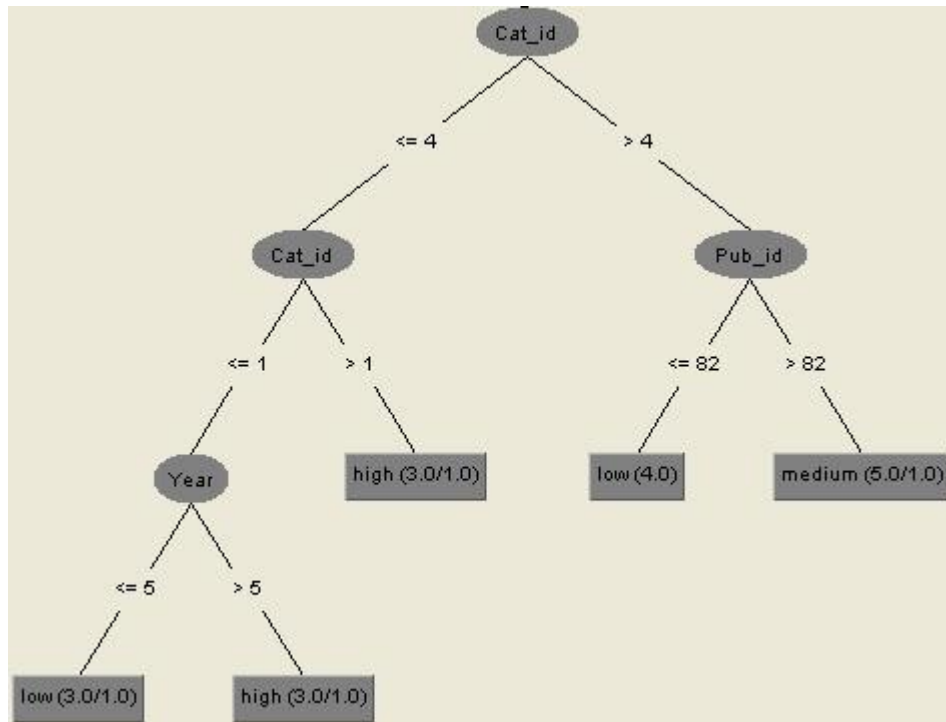 Cat_id
<= 4
> 4
Cat_id
Pub_id
<= 1
> 1
<= 82
> 82
Year
high (3.0/1.0)
low (4.0)
medium (5.0/1.0)
<= 5
> 5
low (3.0/1.0)
high (3.0/1.0)